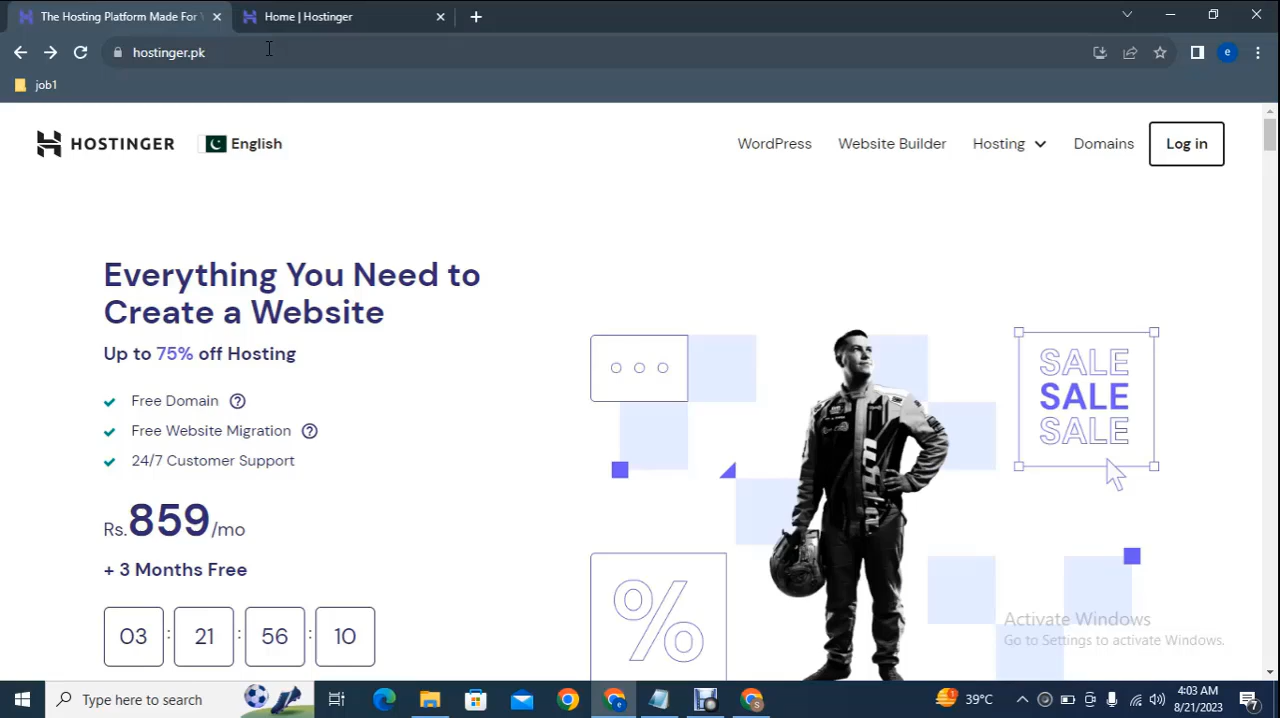 The Hosting Platform Made For Y
Home | Hostinger
hostinger.pk
e
job1
HOSTINGER
English
WordPress
Website Builder
Hosting
Domains
Log in
Everything You Need to
Create a Website
Up to 75% off Hosting
Free Domain
Free Website Migration
24/7 Customer Support
Rs.859/mo
+ 3 Months Free
03 : 21 : 56 : 10
SALE
SALE
SALE
%
Activate Windows
Go to Settings to activate Windows.
Type here to search
39°C
4:03 AM
8/21/2023
7